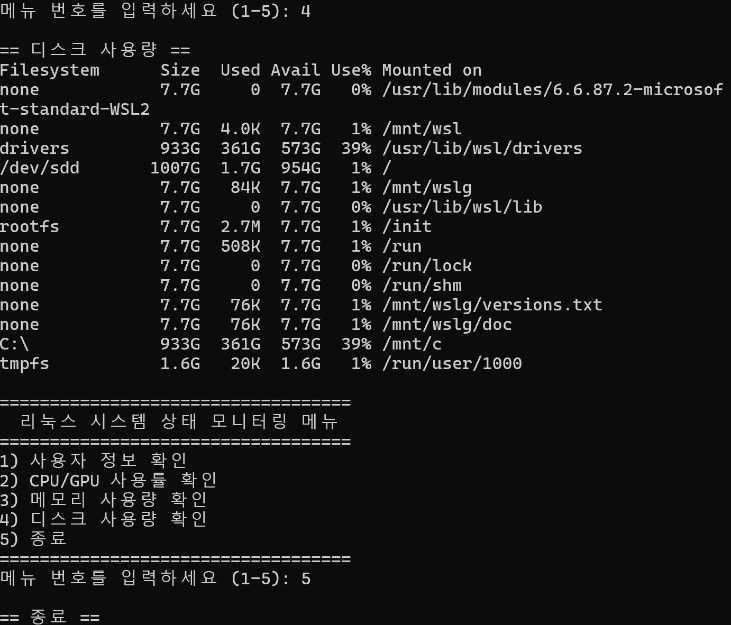 메뉴 번호를 입력하세요 (1-5): 4
== 디스크 사용량 ==
Filesystem Size Used Avail Use% Mounted on
none 7.7G 0 7.7G 0% /usr/lib/modules/6.6.87.2-microsof
t-standard-WSL2
none 7.7G 4.0K 7.7G 1% /mnt/wsl
drivers 933G 361G 573G 39% /usr/lib/wsl/drivers
/dev/sdd 1007G 1.7G 954G 1% /
none 7.7G 84K 7.7G 1% /mnt/wslg
none 7.7G 0 7.7G 0% /usr/lib/wsl/lib
rootfs 7.7G 2.7M 7.7G 1% /init
none 7.7G 508K 7.7G 1% /run
none 7.7G 0 7.7G 0% /run/lock
none 7.7G 0 7.7G 0% /run/shm
none 7.7G 76K 7.7G 1% /mnt/wslg/versions.txt
none 7.7G 76K 7.7G 1% /mnt/wslg/doc
C:\ 933G 361G 573G 39% /mnt/c
tmpfs 1.6G 20K 1.6G 1% /run/user/1000
===================================
리눅스 시스템 상태 모니터링 메뉴
===================================
1) 사용자 정보 확인
2) CPU/GPU 사용률 확인
3) 메모리 사용량 확인
4) 디스크 사용량 확인
5) 종료
===================================
메뉴 번호를 입력하세요 (1-5): 5
== 종료 ==